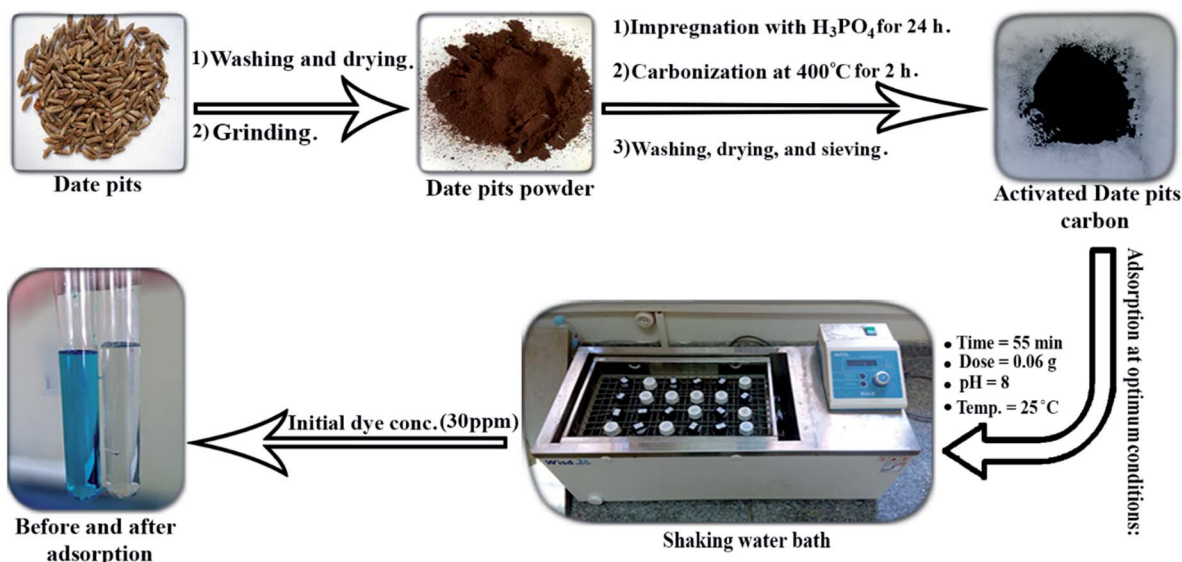 1)Washing and drying.
2) Grinding.
1)Impregnation with H₃PO₄ for 24 h.
2)Carbonization at 400°C for 2 h.
3)Washing, drying, and sieving.
Date pits
Date pits powder
Activated Date pits
carbon
Adsorption at optimum conditions:
• Time = 55 min
• Dose = 0.06 g
• pH = 8
• Temp. = 25°C
Initial dye conc.(30ppm)
Before and after
adsorption
Shaking water bath